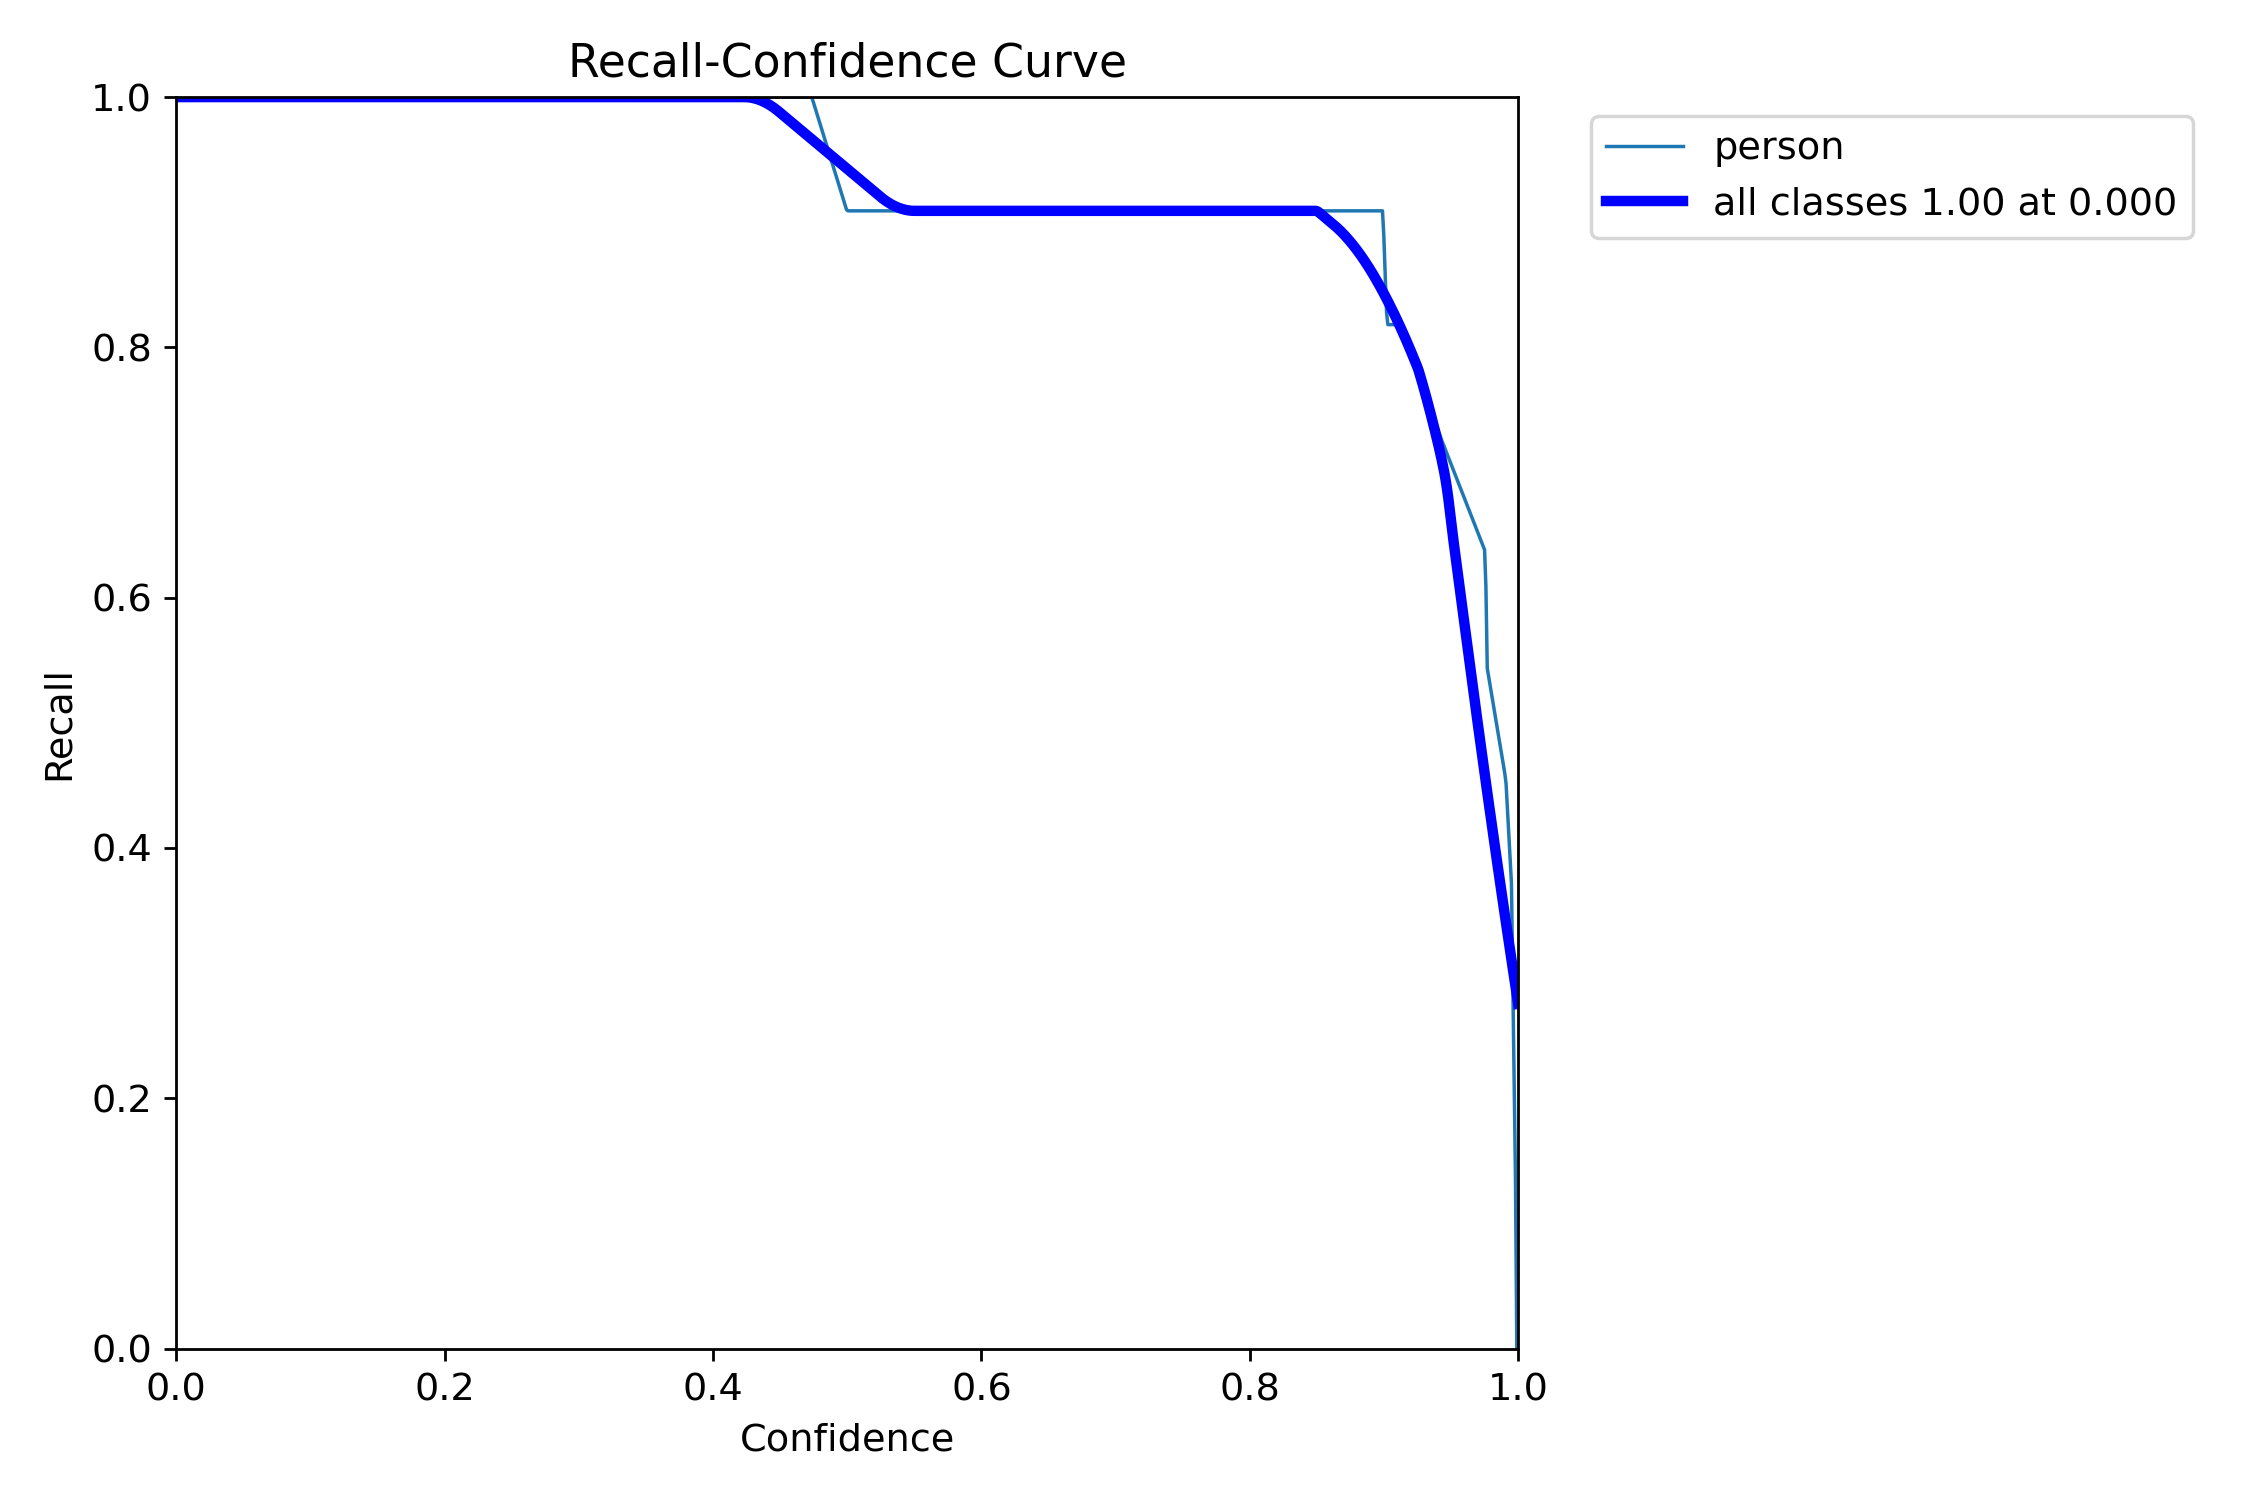 Recall-Confidence Curve
1.0
0.8
0.6
0.4
0.2
0.0
Recall
0.0 0.2 0.4 0.6 0.8 1.0
Confidence
person
all classes 1.00 at 0.000